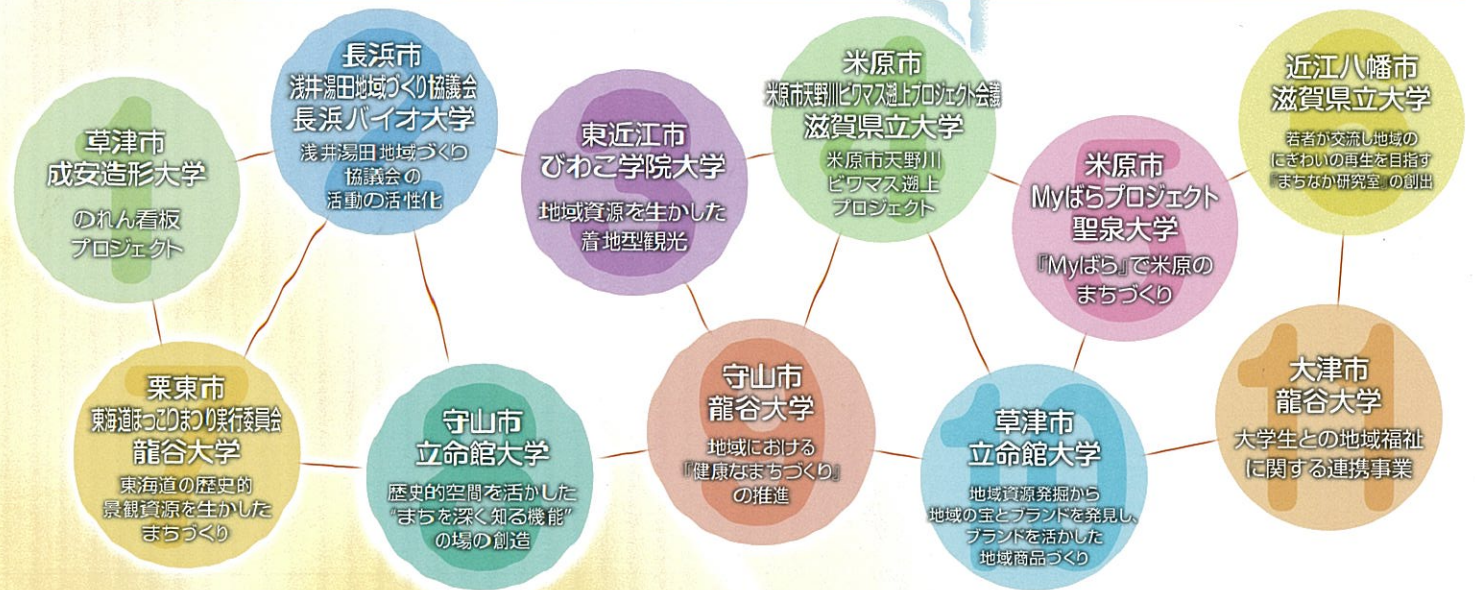 1
草津市
成安造形大学
のれん看板
プロジェクト
2
長浜市
浅井湯田地域づくり協議会
長浜バイオ大学
浅井湯田地域づくり
協議会の
活動の活性化
3
東近江市
びわこ学院大学
地域資源を生かした
着地型観光
4
米原市
米原市天野川ビワマス遡上プロジェクト会議
滋賀県立大学
米原市天野川
ビワマス遡上
プロジェクト
5
米原市
Myばらプロジェクト
聖泉大学
『Myばら』で米原の
まちづくり
6
近江八幡市
滋賀県立大学
若者が交流し地域の
にぎわいの再生を目指す
『まちなか研究室』の創出
7
栗東市
東海道ほっこりまつり実行委員会
龍谷大学
東海道の歴史的
景観資源を生かした
まちづくり
8
守山市
立命館大学
歴史的空間を活かした
“まちを深く知る機能”
の場の創造
9
守山市
龍谷大学
地域における
『健康なまちづくり』
の推進
10
草津市
立命館大学
地域資源発掘から
地域の宝とブランドを発見し、
ブランドを活かした
地域商品づくり
11
大津市
龍谷大学
大学生との地域福祉
に関する連携事業